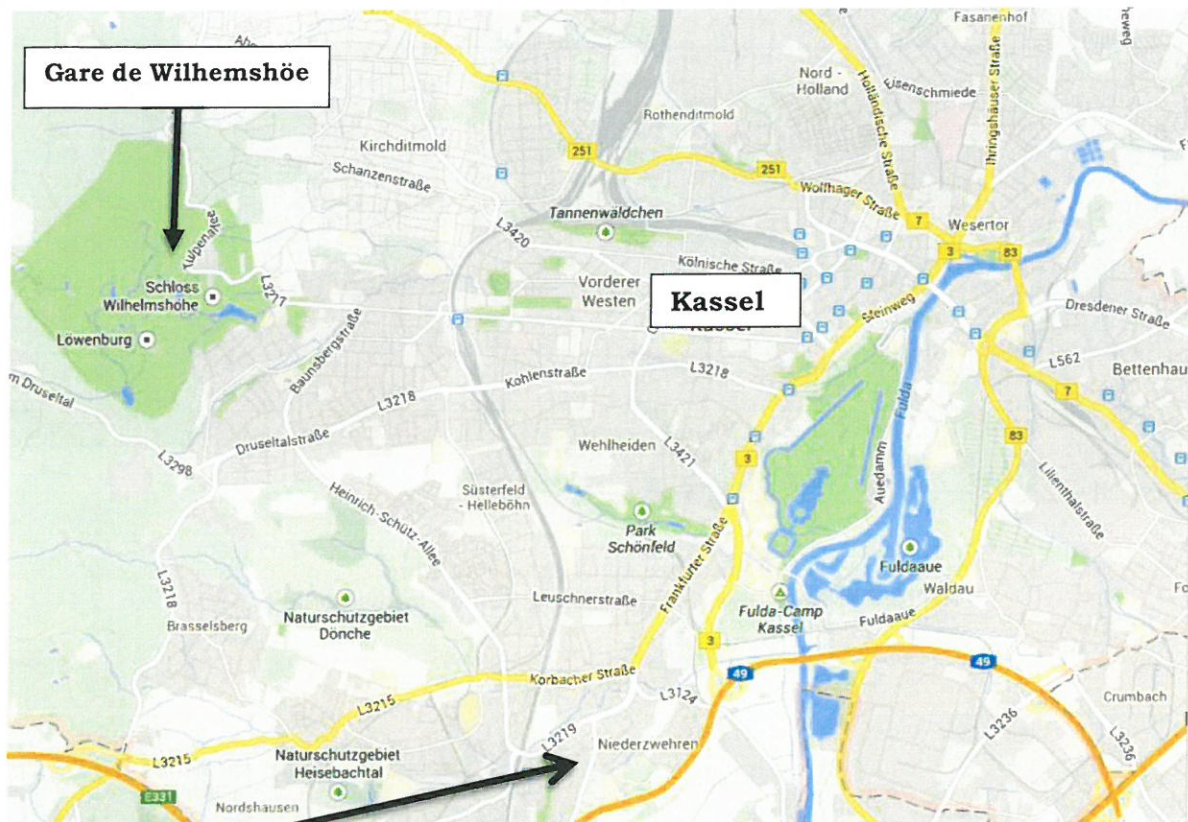 Fasanenhof
Gare de Wilhemshöe
Nord -
Holland
Eisenschmiede
Holländische Straße
Ihringshäuser Straße
Rothenditmold
Kirchditmold
251
Schanzenstraße
251
Wolfhager Straße
Tannenwäldchen
7
Wesertor
L3420
3
83
Tulpenallee
Kölnische Straße
Schloss
Wilhelmshöhe
L3217
Vorderer
Westen
Kassel
Steinweg
Dresdener Straße
Löwenburg
Baunsbergstraße
Kohlenstraße
L3218
Fulda
L562
Bettenhau
m Druseltal
L3218
3
7
Druseltalstraße
Wehlheiden
L3421
83
L3298
3
Auedamm
Lilienthalstraße
Heinrich-Schütz-Allee
Süsterfeld
- Helleböhn
Park
Schönfeld
Frankfurter Straße
Fuldaaue
Waldau
L3218
Leuschnerstraße
Fulda-Camp
Kassel
Fuldaaue
Brasselsberg
Naturschutzgebiet
Dönche
3
49
49
Korbacher Straße
L3124
Crumbach
L3215
L3236
L3236
L3219
Niederzwehren
L3215
Naturschutzgebiet
Heisebachtal
E331
Nordshausen